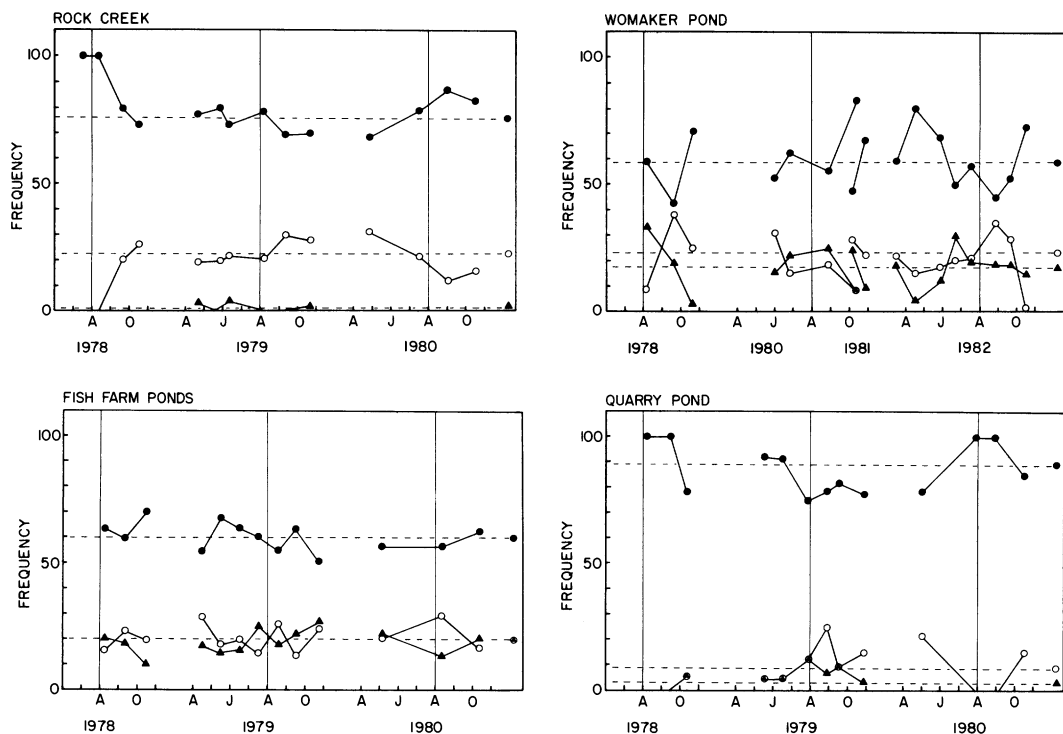 ROCK CREEK
FREQUENCY
100
50
0
A O A J A O A J A O
1978 1979 1980
WOMAKER POND
FREQUENCY
100
50
0
A O A J A O A J A O
1978 1980 1981 1982
FISH FARM PONDS
FREQUENCY
100
50
0
A O A J A O A J A O
1978 1979 1980
QUARRY POND
FREQUENCY
100
50
0
A O A J A O A J A O
1978 1979 1980